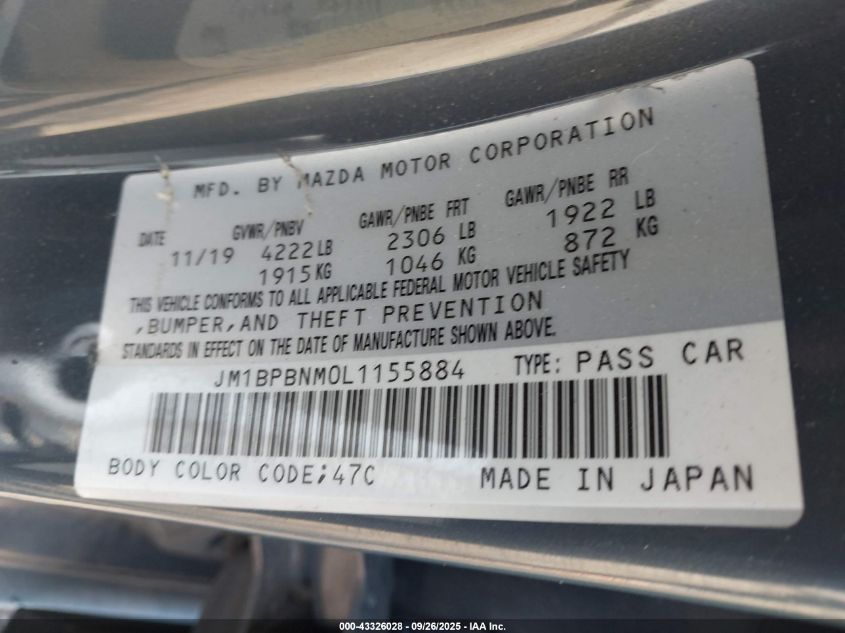 MFD. BY MAZDA MOTOR CORPORATION
DATE GVWR/PNBV GAWR/PNBE FRT GAWR/PNBE RR
11/19 4222LB 2306 LB 1922 LB
1915KG 1046 KG 872 KG
THIS VEHICLE CONFORMS TO ALL APPLICABLE FEDERAL MOTOR VEHICLE SAFETY
,BUMPER,AND THEFT PREVENTION
STANDARDS IN EFFECT ON THE DATE OF MANUFACTURE SHOWN ABOVE.
JM1BPBNM0L1155884 TYPE: PASS CAR
BODY COLOR CODE;47C MADE IN JAPAN
000-43326028 - 09/26/2025 - IAA Inc.